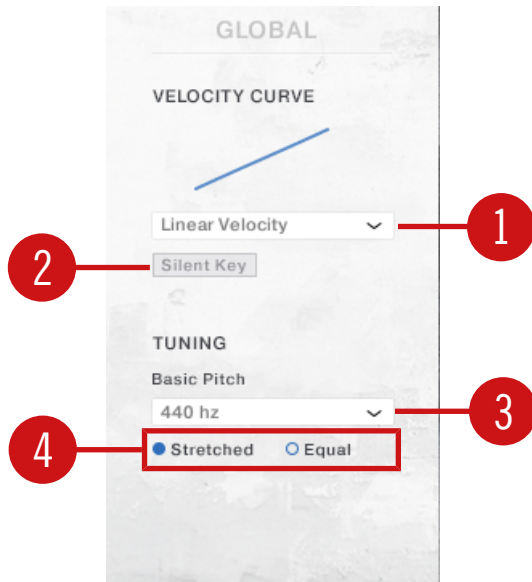 GLOBAL
VELOCITY CURVE
Linear Velocity
1
2
Silent Key
TUNING
Basic Pitch
440 hz
3
4
Stretched Equal